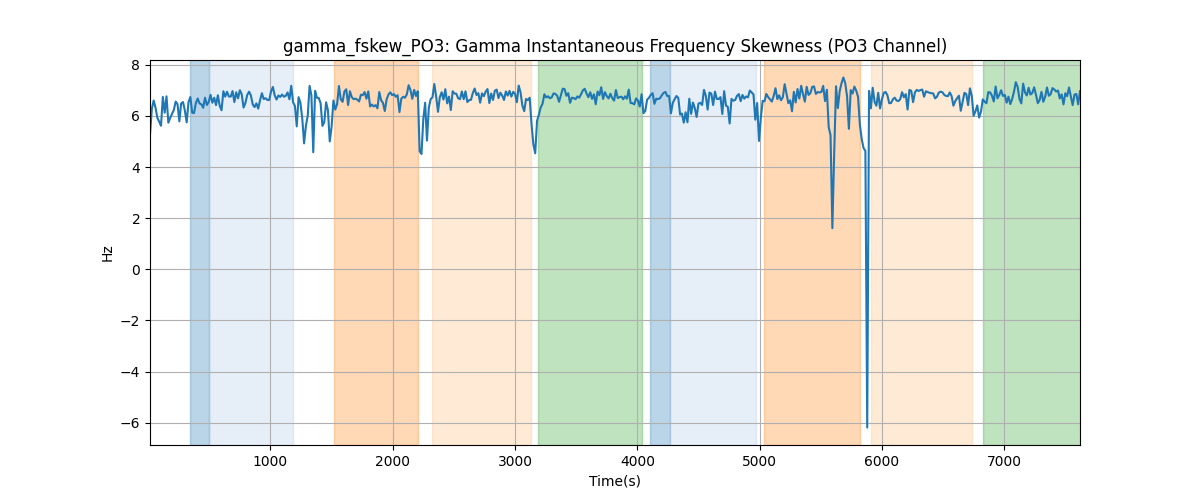 gamma_fskew_PO3: Gamma Instantaneous Frequency Skewness (PO3 Channel)
8
6
4
2
0
−2
−4
−6
Hz
1000 2000 3000 4000 5000 6000 7000
Time(s)